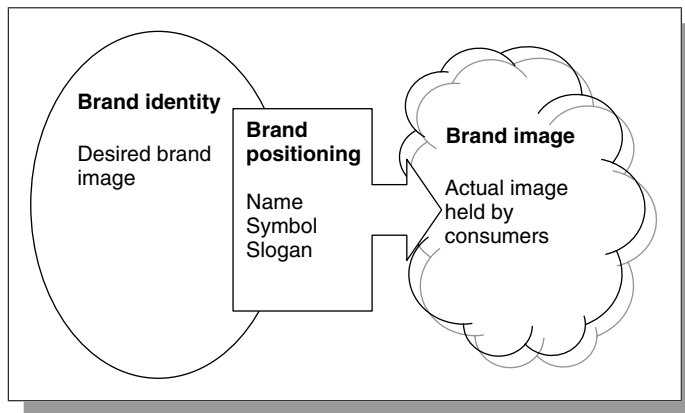 Brand identity
Desired brand
image
Brand
positioning
Name
Symbol
Slogan
Brand image
Actual image
held by
consumers